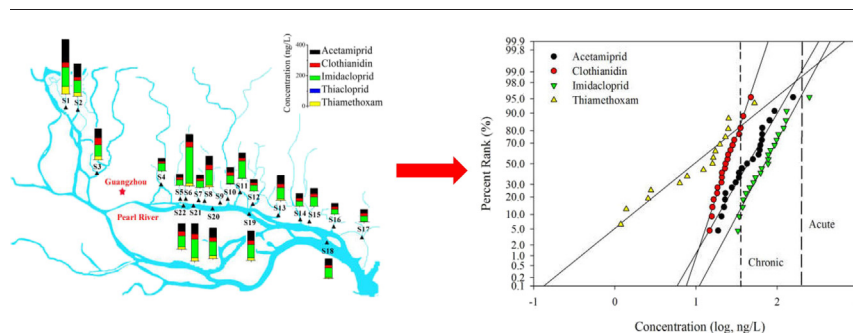 400
200
0
Concentration (ng/L)
Acetamiprid
Clothianidin
Imidacloprid
Thiacloprid
Thiamethoxam
S1 S2
S3
S4
Guangzhou
S5 S6 S7 S8 S9 S10 S11 S12
S22 S21 S20
S19
S13
S14 S15
S16
S17
S18
Pearl River
99.9
99.8
99.0
98.0
95.0
90.0
80.0
70.0
50.0
30.0
20.0
10.0
5.0
2.0
1.0
0.5
0.2
0.1
Percent Rank (%)
Acetamiprid
Clothianidin
Imidacloprid
Thiamethoxam
Chronic
Acute
-1 0 1 2
Concentration (log, ng/L)